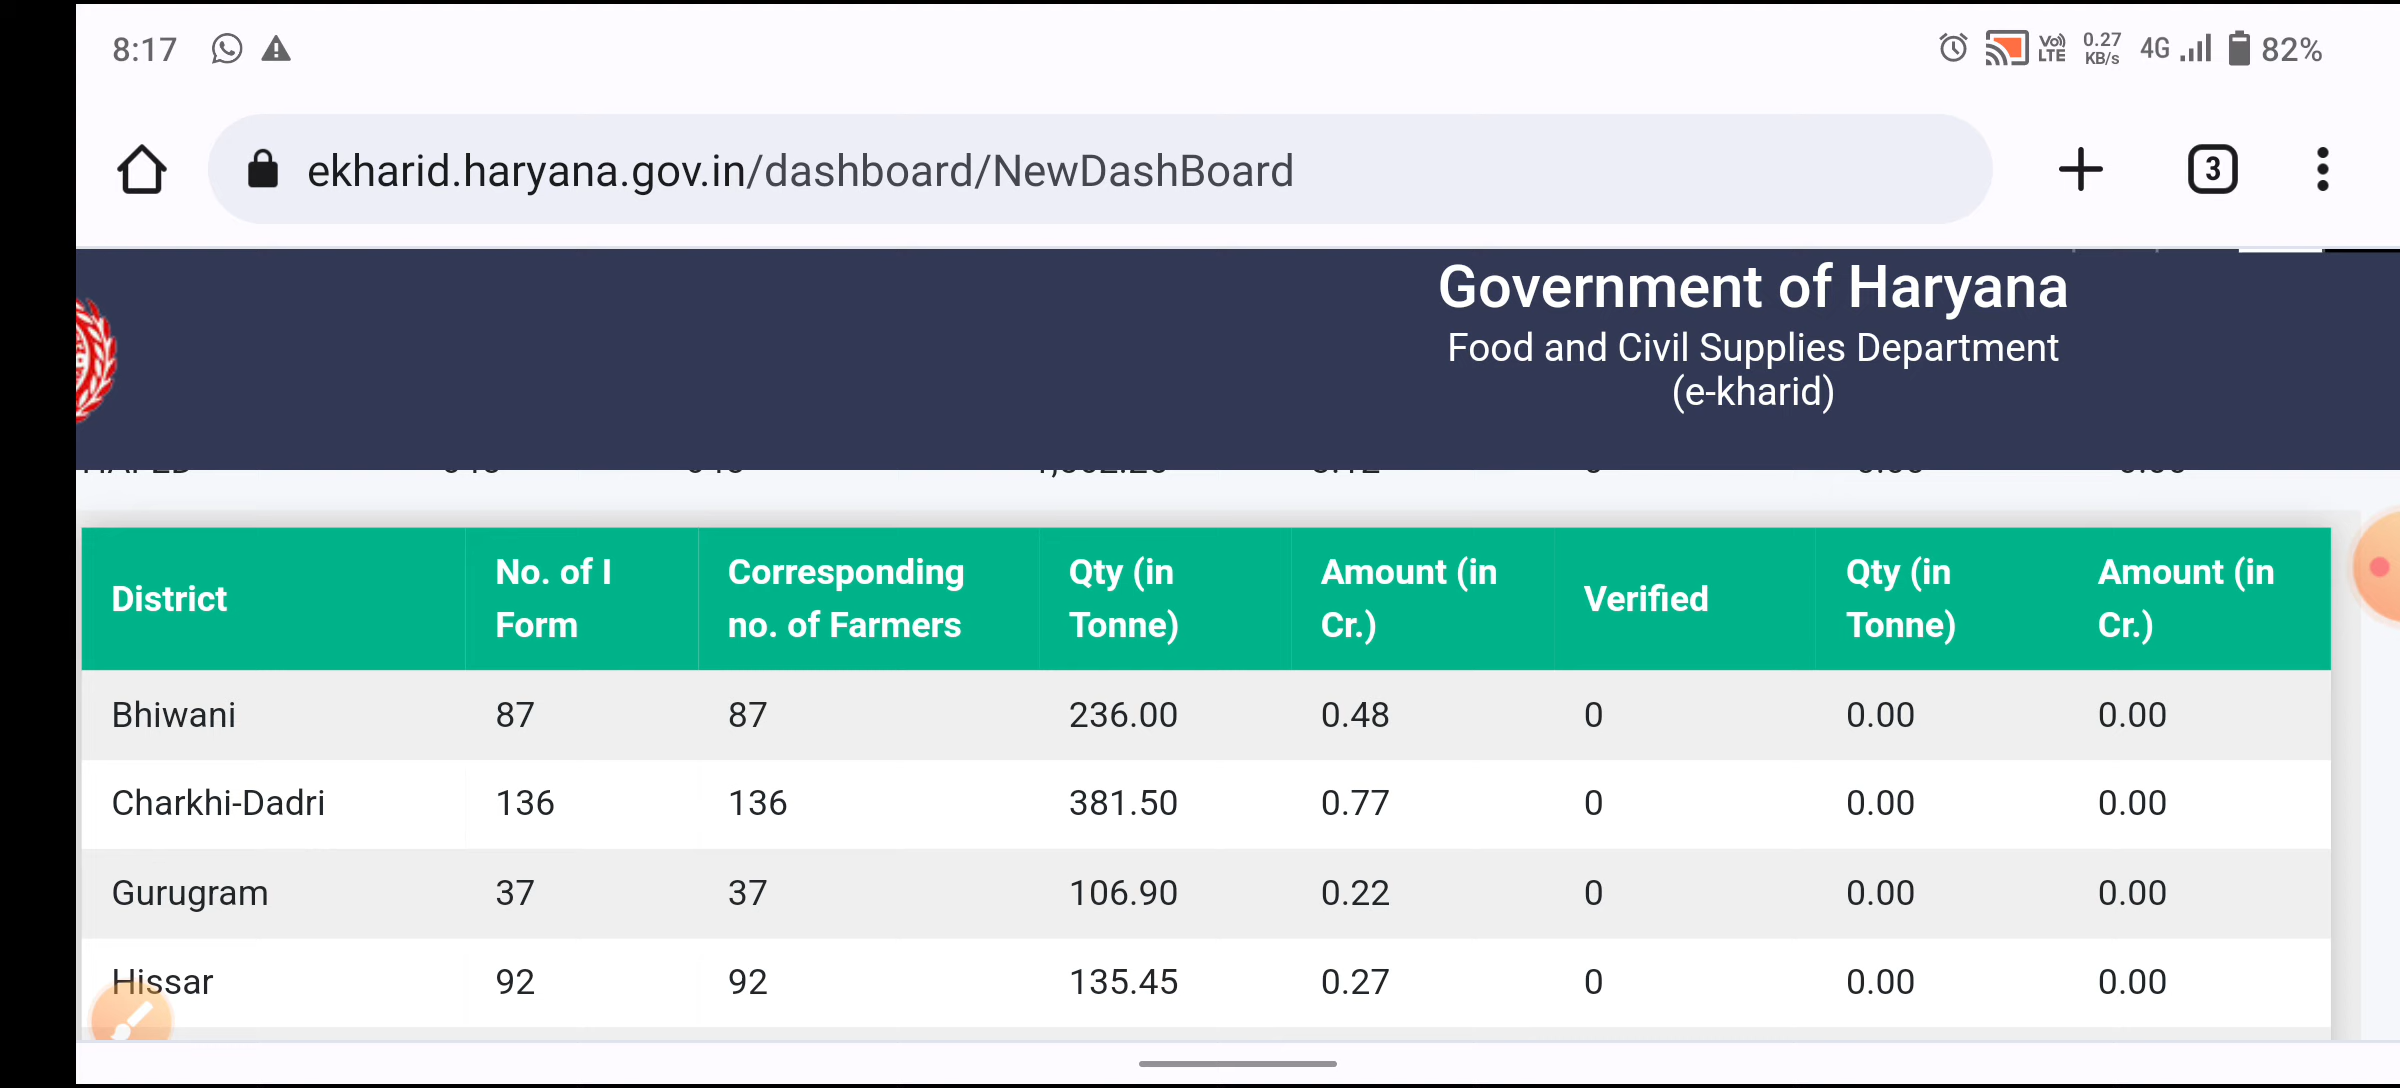 8:17 VoLTE 0.27 KB/s 4G 82%
ekharid.haryana.gov.in/dashboard/NewDashBoard 3
Government of Haryana
Food and Civil Supplies Department
(e-kharid)
District No. of I Form Corresponding no. of Farmers Qty (in Tonne) Amount (in Cr.) Verified Qty (in Tonne) Amount (in Cr.)
Bhiwani 87 87 236.00 0.48 0 0.00 0.00
Charkhi-Dadri 136 136 381.50 0.77 0 0.00 0.00
Gurugram 37 37 106.90 0.22 0 0.00 0.00
Hissar 92 92 135.45 0.27 0 0.00 0.00